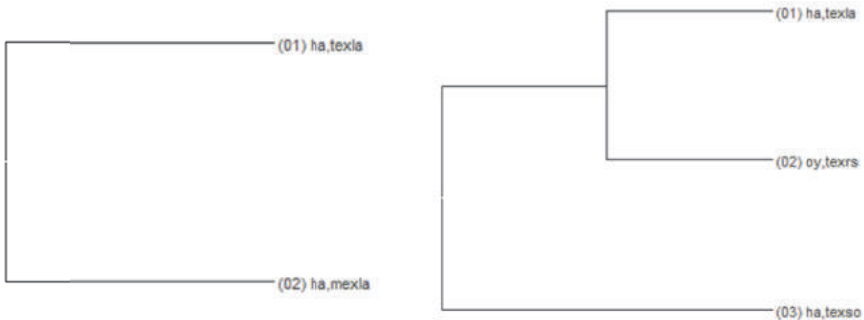 (01) ha,texla
(02) ha,mexla
(01) ha,texla
(02) oy,texrs
(03) ha,texso